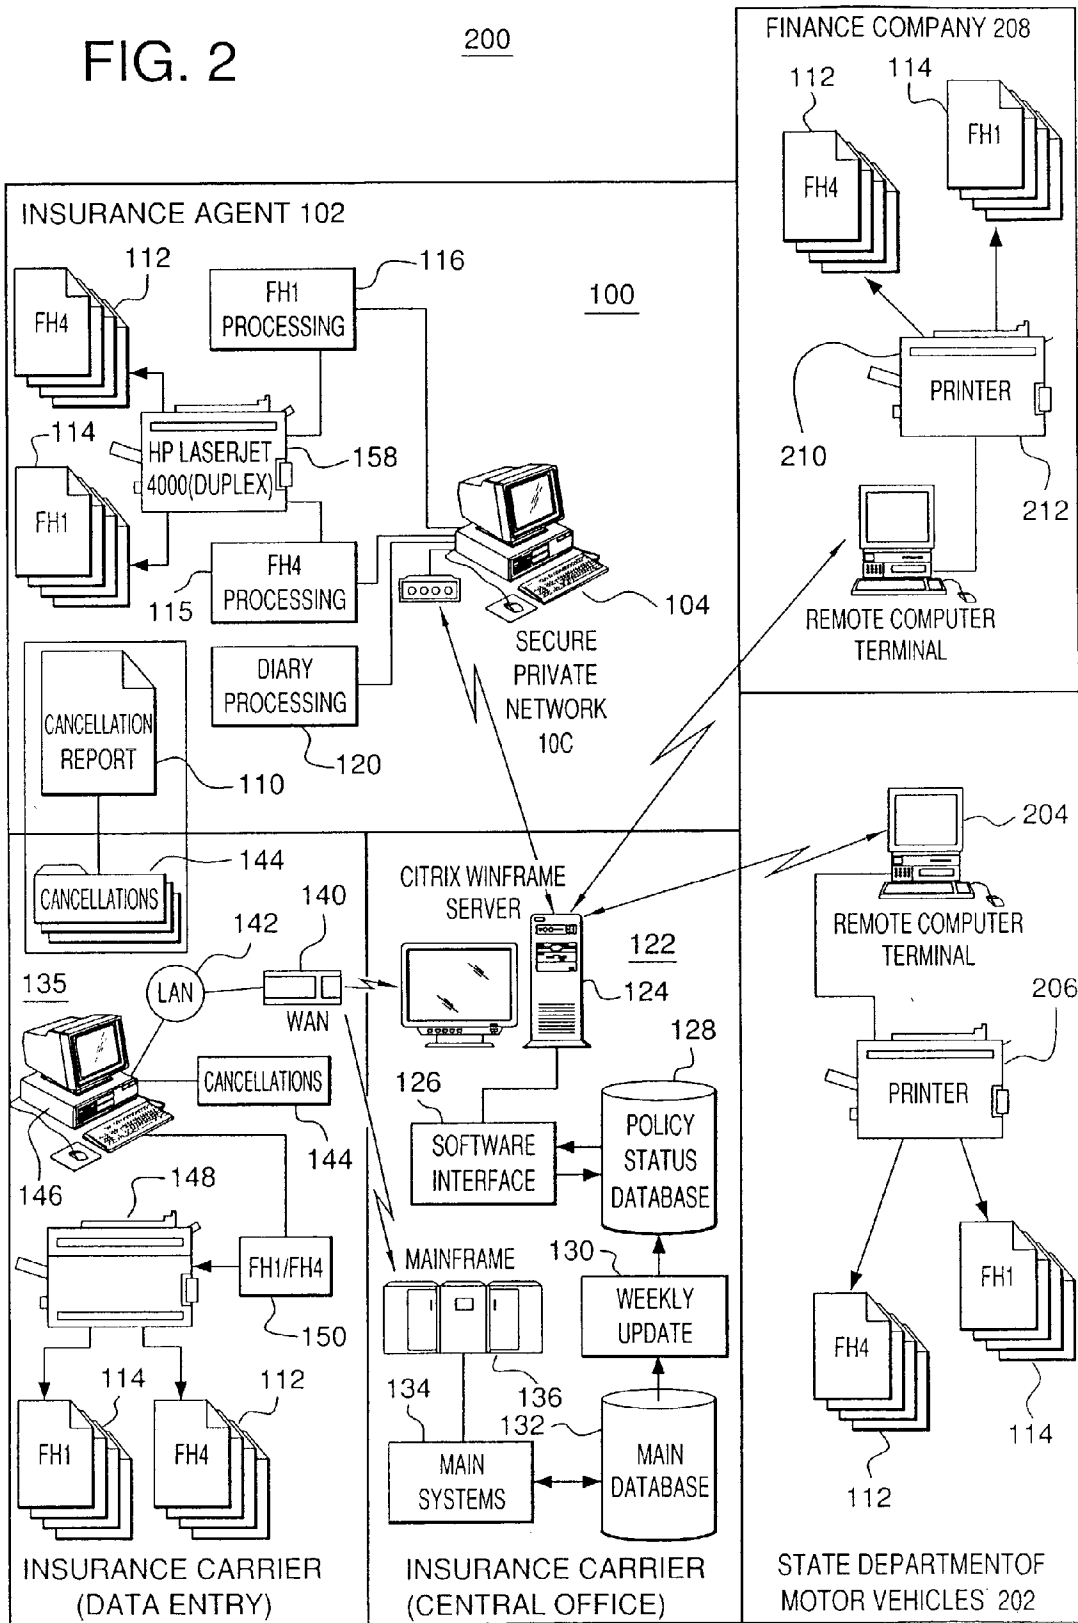 FIG. 2
200
FINANCE COMPANY 208
112
114
FH4
FH1
PRINTER
210
212
REMOTE COMPUTER
TERMINAL
INSURANCE AGENT 102
112
116
FH4
FH1
PROCESSING
100
114
HP LASERJET
4000(DUPLEX)
158
FH1
FH4
PROCESSING
115
104
SECURE
PRIVATE
NETWORK
10C
DIARY
PROCESSING
120
CANCELLATION
REPORT
110
144
CANCELLATIONS
142
140
135
LAN
WAN
CANCELLATIONS
144
146
148
FH1/FH4
150
114
112
FH1
FH4
INSURANCE CARRIER
(DATA ENTRY)
CITRIX WINFRAME
SERVER
122
124
128
126
SOFTWARE
INTERFACE
POLICY
STATUS
DATABASE
130
MAINFRAME
WEEKLY
UPDATE
136
134
132
MAIN
SYSTEMS
MAIN
DATABASE
INSURANCE CARRIER
(CENTRAL OFFICE)
204
REMOTE COMPUTER
TERMINAL
206
PRINTER
FH1
FH4
114
112
STATE DEPARTMENTOF
MOTOR VEHICLES 202